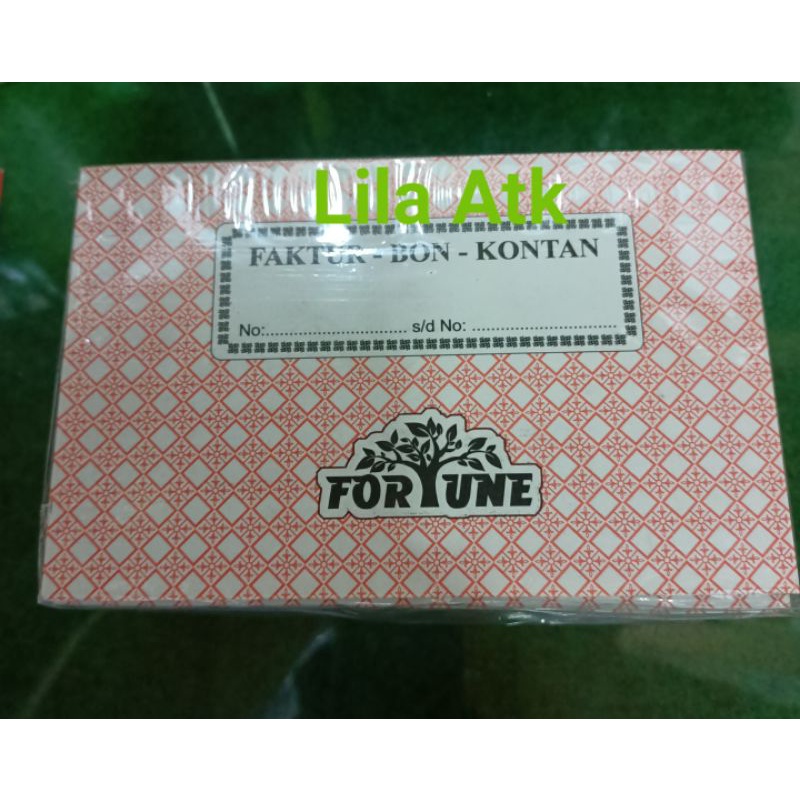 Lila Atk
FAKTUR - BON - KONTAN
No:............................. s/d No: ..............................
FORTUNE